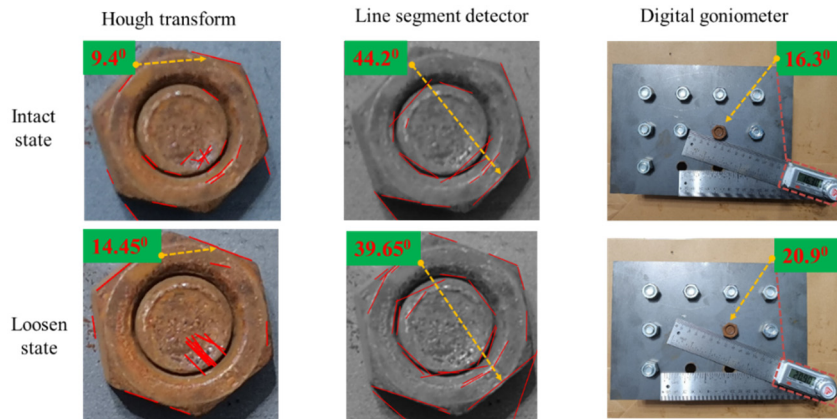 Hough transform
Line segment detector
Digital goniometer
Intact
state
9.4⁰
44.2⁰
16.3⁰
Loosen
state
14.45⁰
39.65⁰
20.9⁰